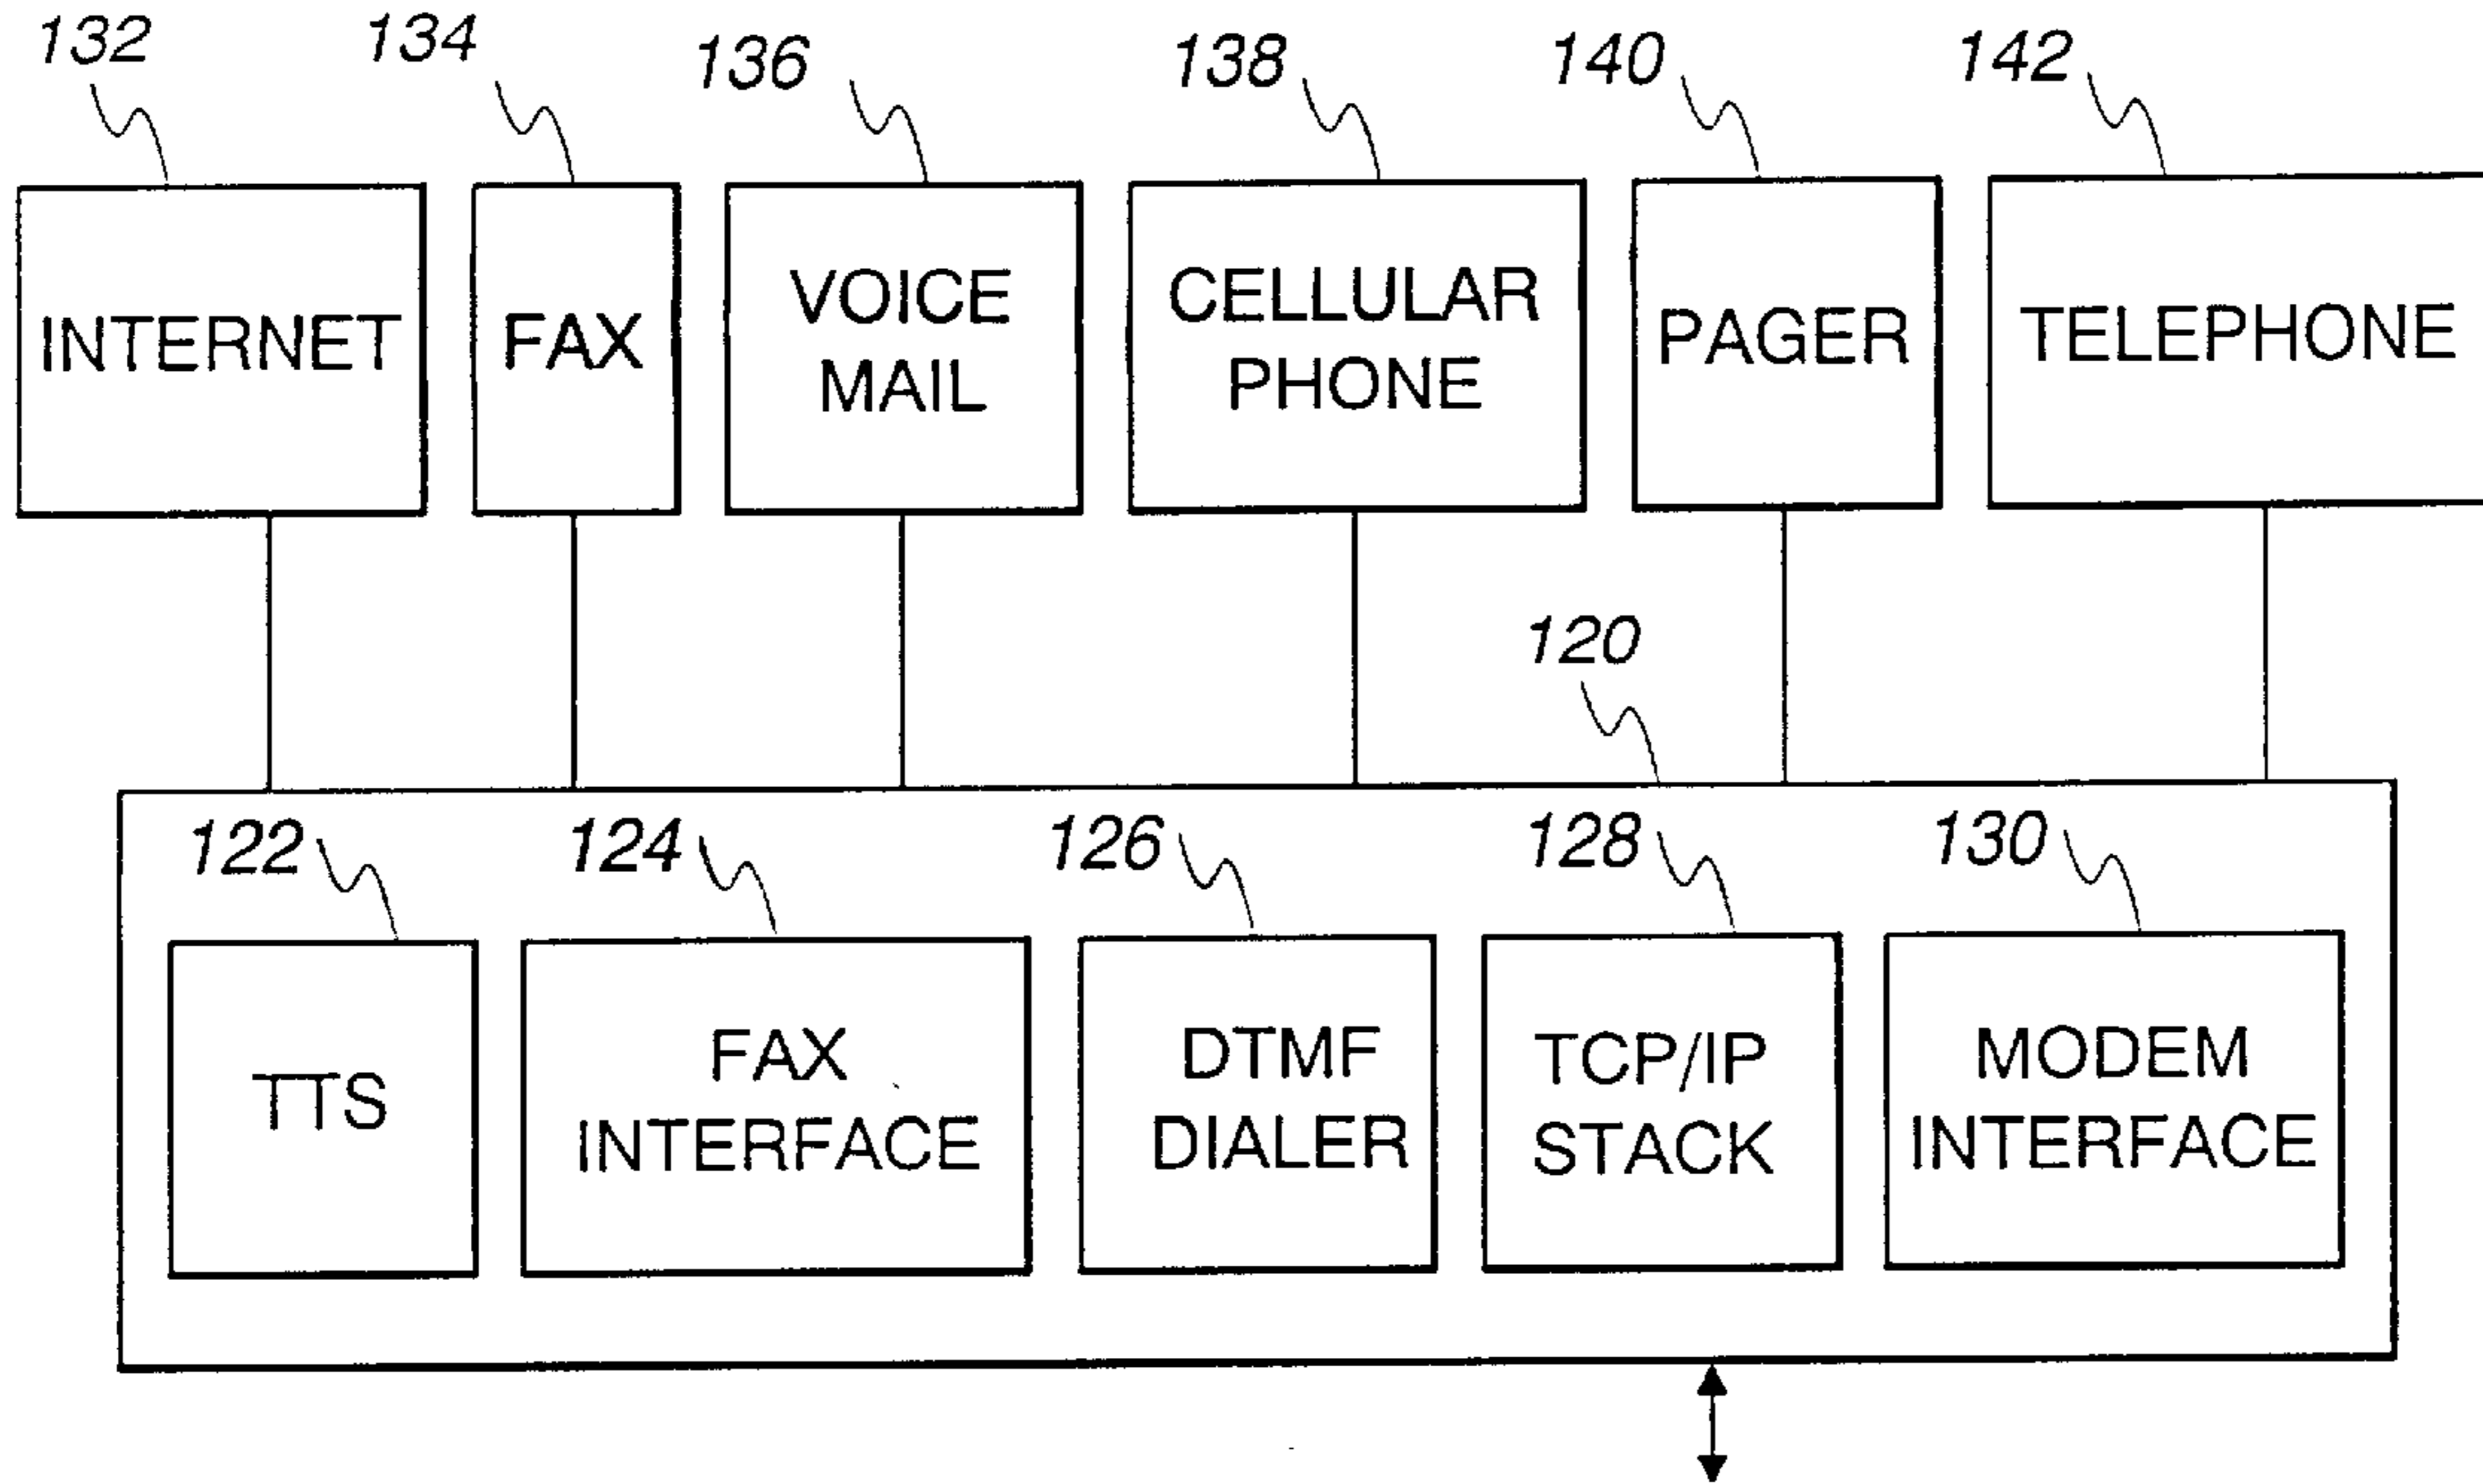 132
134
136
138
140
142
INTERNET
FAX
VOICE
MAIL
CELLULAR
PHONE
PAGER
TELEPHONE
120
122
124
126
128
130
TTS
FAX
INTERFACE
DTMF
DIALER
TCP/IP
STACK
MODEM
INTERFACE